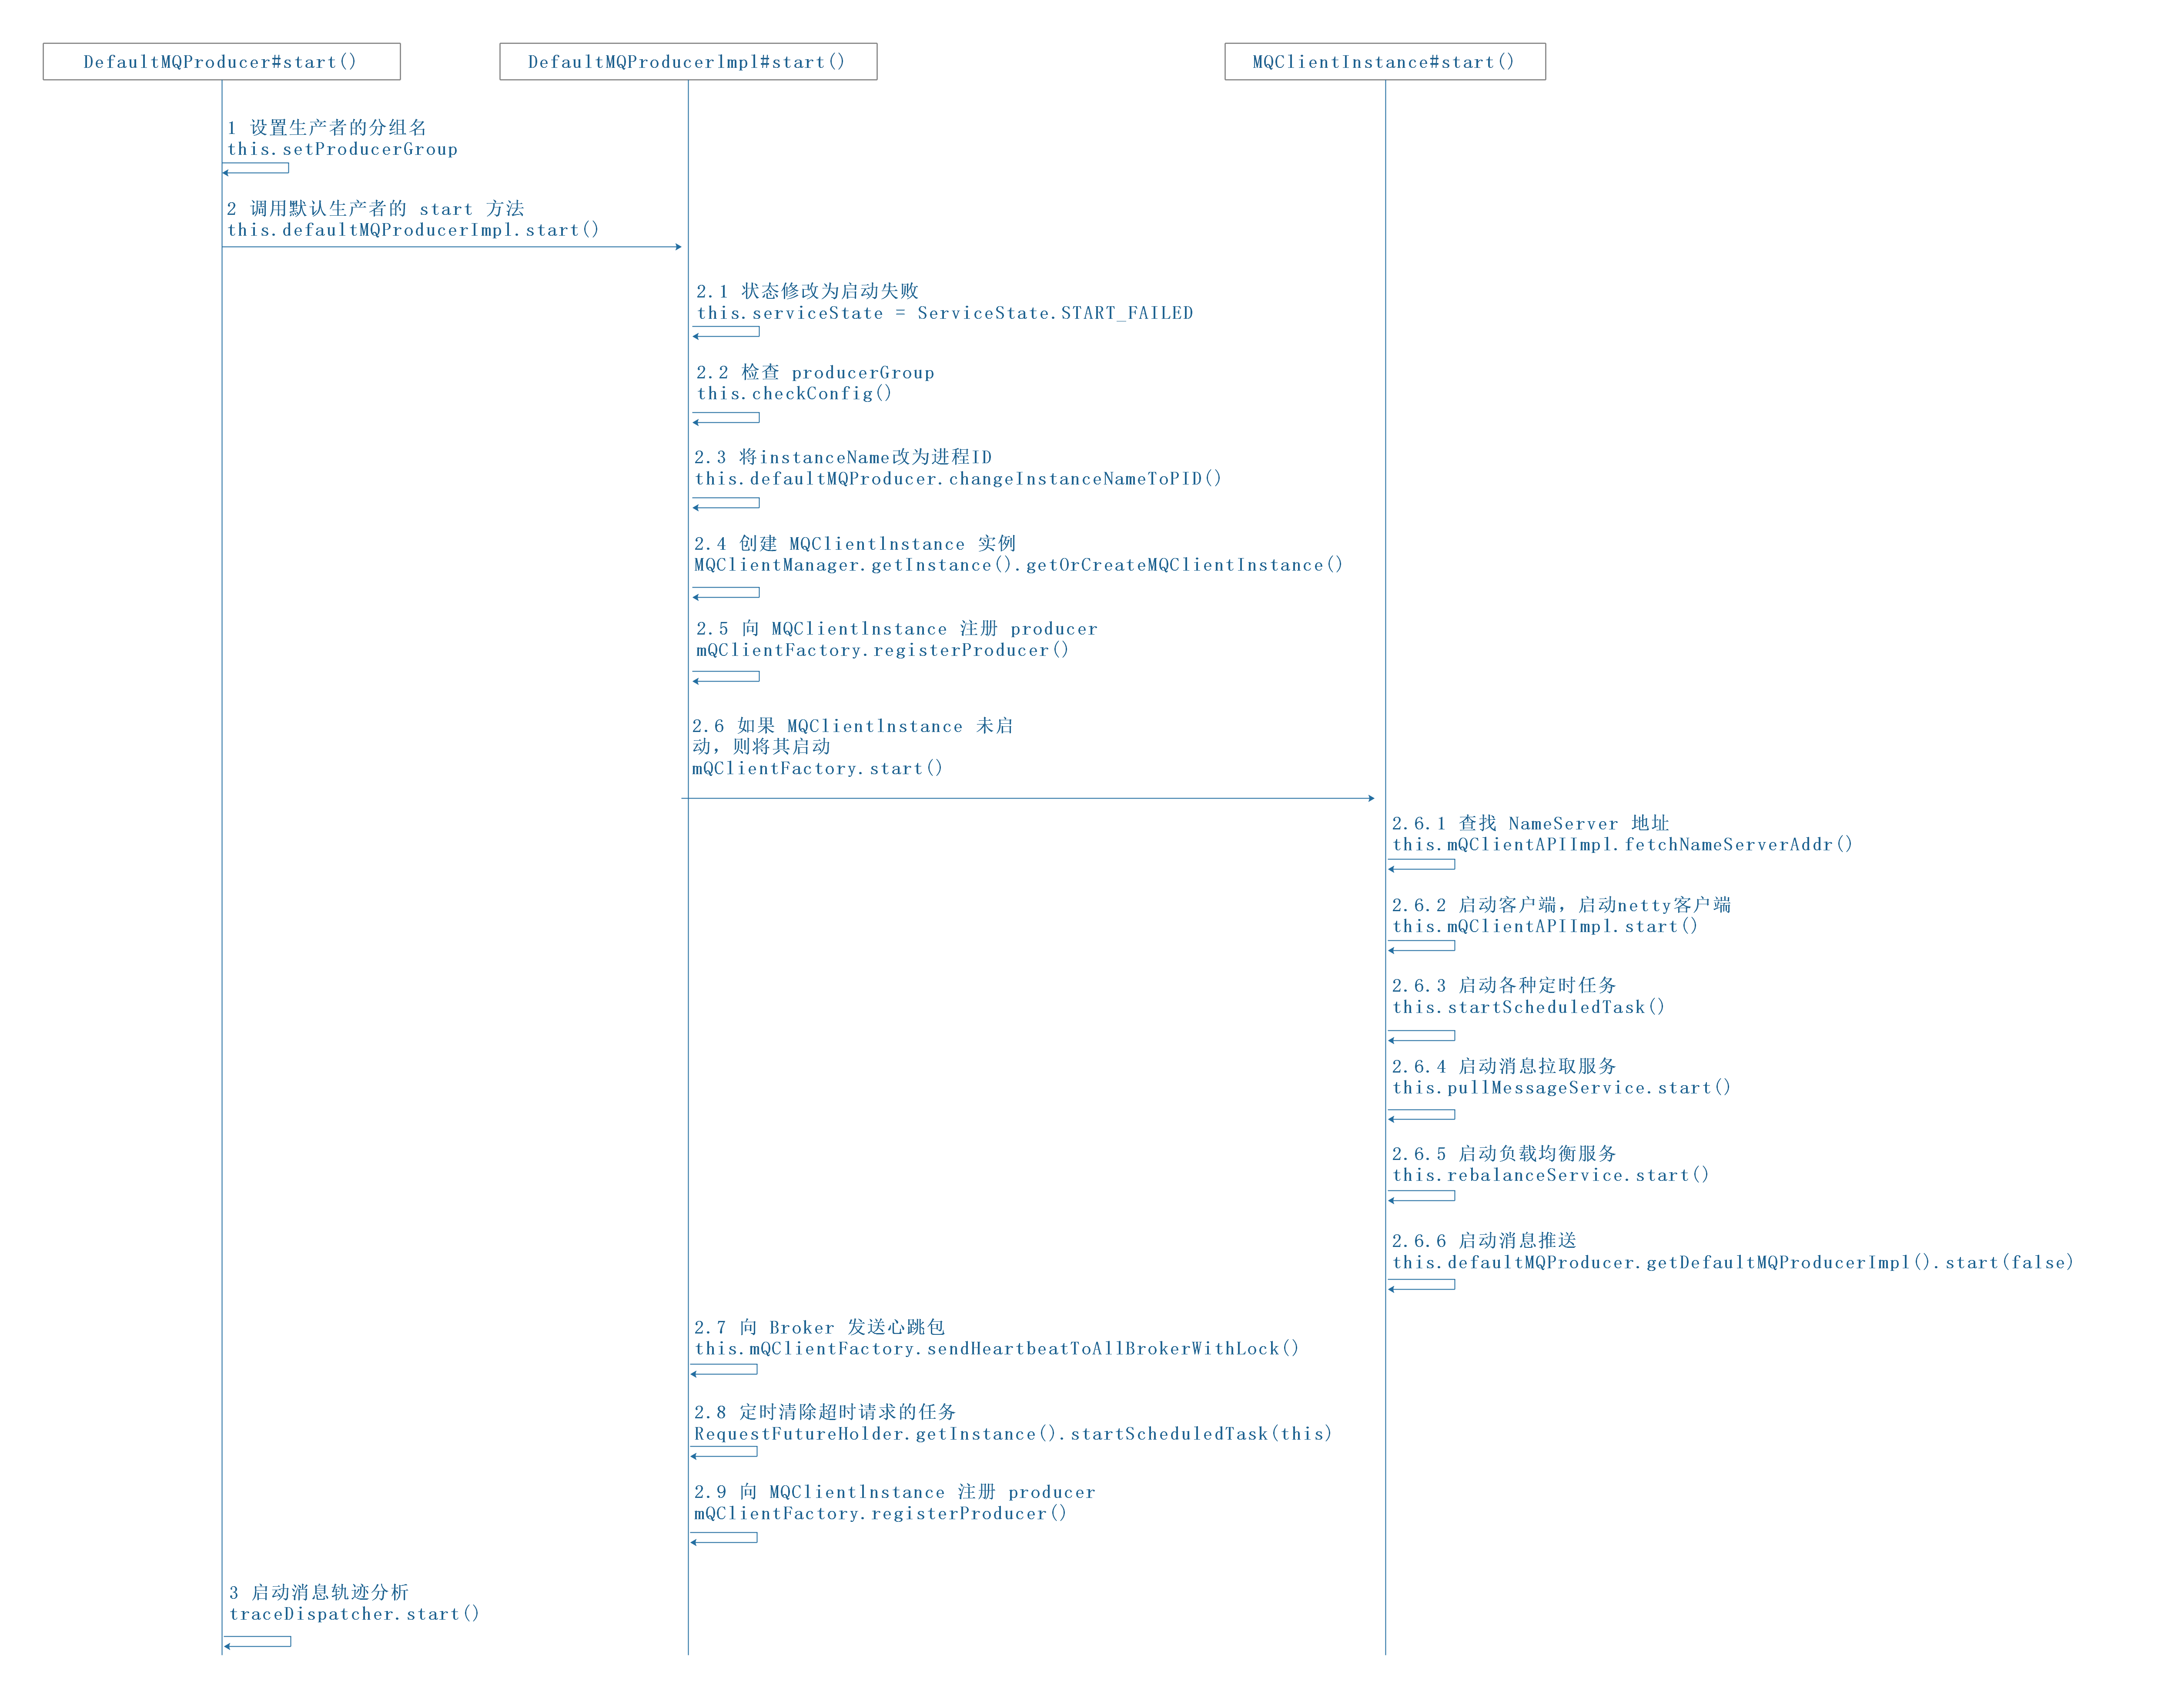 DefaultMQProducer#start()
DefaultMQProducerlmpl#start()
MQClientInstance#start()
1 设置生产者的分组名
this.setProducerGroup
2 调用默认生产者的 start 方法
this.defaultMQProducerImpl.start()
2.1 状态修改为启动失败
this.serviceState = ServiceState.START_FAILED
2.2 检查 producerGroup
this.checkConfig()
2.3 将instanceName改为进程ID
this.defaultMQProducer.changeInstanceNameToPID()
2.4 创建 MQClientlnstance 实例
MQClientManager.getInstance().getOrCreateMQClientInstance()
2.5 向 MQClientlnstance 注册 producer
mQClientFactory.registerProducer()
2.6 如果 MQClientlnstance 未启
动，则将其启动
mQClientFactory.start()
2.6.1 查找 NameServer 地址
this.mQClientAPIImpl.fetchNameServerAddr()
2.6.2 启动客户端，启动netty客户端
this.mQClientAPIImpl.start()
2.6.3 启动各种定时任务
this.startScheduledTask()
2.6.4 启动消息拉取服务
this.pullMessageService.start()
2.6.5 启动负载均衡服务
this.rebalanceService.start()
2.6.6 启动消息推送
this.defaultMQProducer.getDefaultMQProducerImpl().start(false)
2.7 向 Broker 发送心跳包
this.mQClientFactory.sendHeartbeatToAllBrokerWithLock()
2.8 定时清除超时请求的任务
RequestFutureHolder.getInstance().startScheduledTask(this)
2.9 向 MQClientlnstance 注册 producer
mQClientFactory.registerProducer()
3 启动消息轨迹分析
traceDispatcher.start()